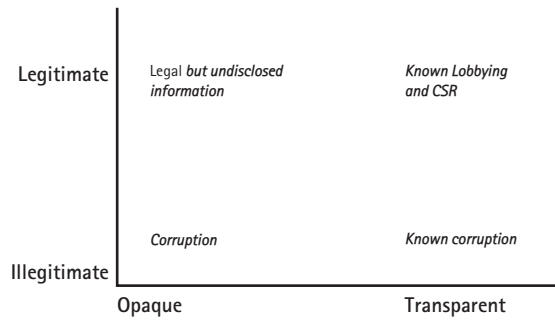 Legitimate
Legal but undisclosed
information
Known Lobbying
and CSR
Corruption
Known corruption
Illegitimate
Opaque
Transparent